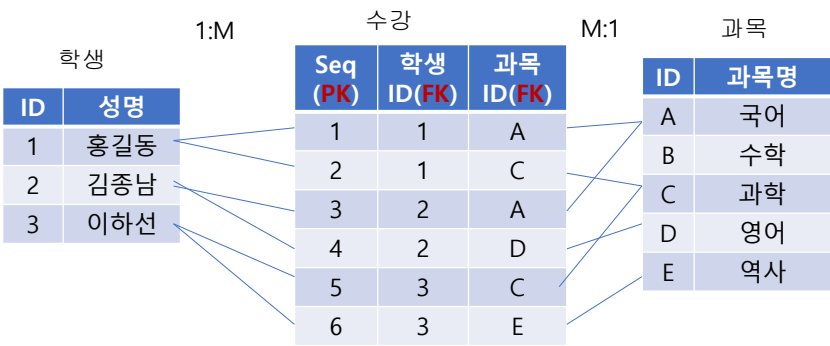 학생
ID 성명
1 홍길동
2 김종남
3 이하선
1:M
수강
Seq 학생 과목
(PK) ID(FK) ID(FK)
1 1 A
2 1 C
3 2 A
4 2 D
5 3 C
6 3 E
M:1
과목
ID 과목명
A 국어
B 수학
C 과학
D 영어
E 역사